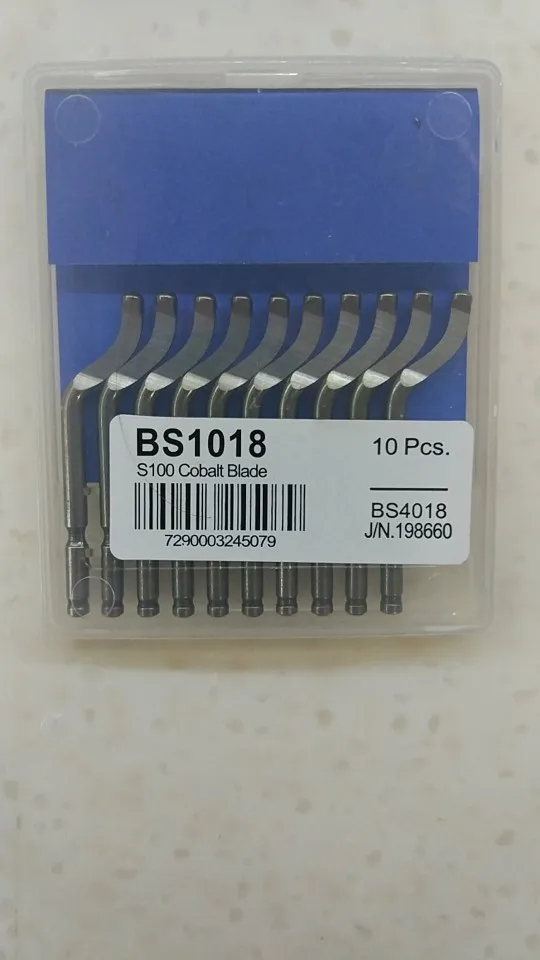 BS1018
10 Pcs.
S100 Cobalt Blade
BS4018
7290003245079
J/N.198660